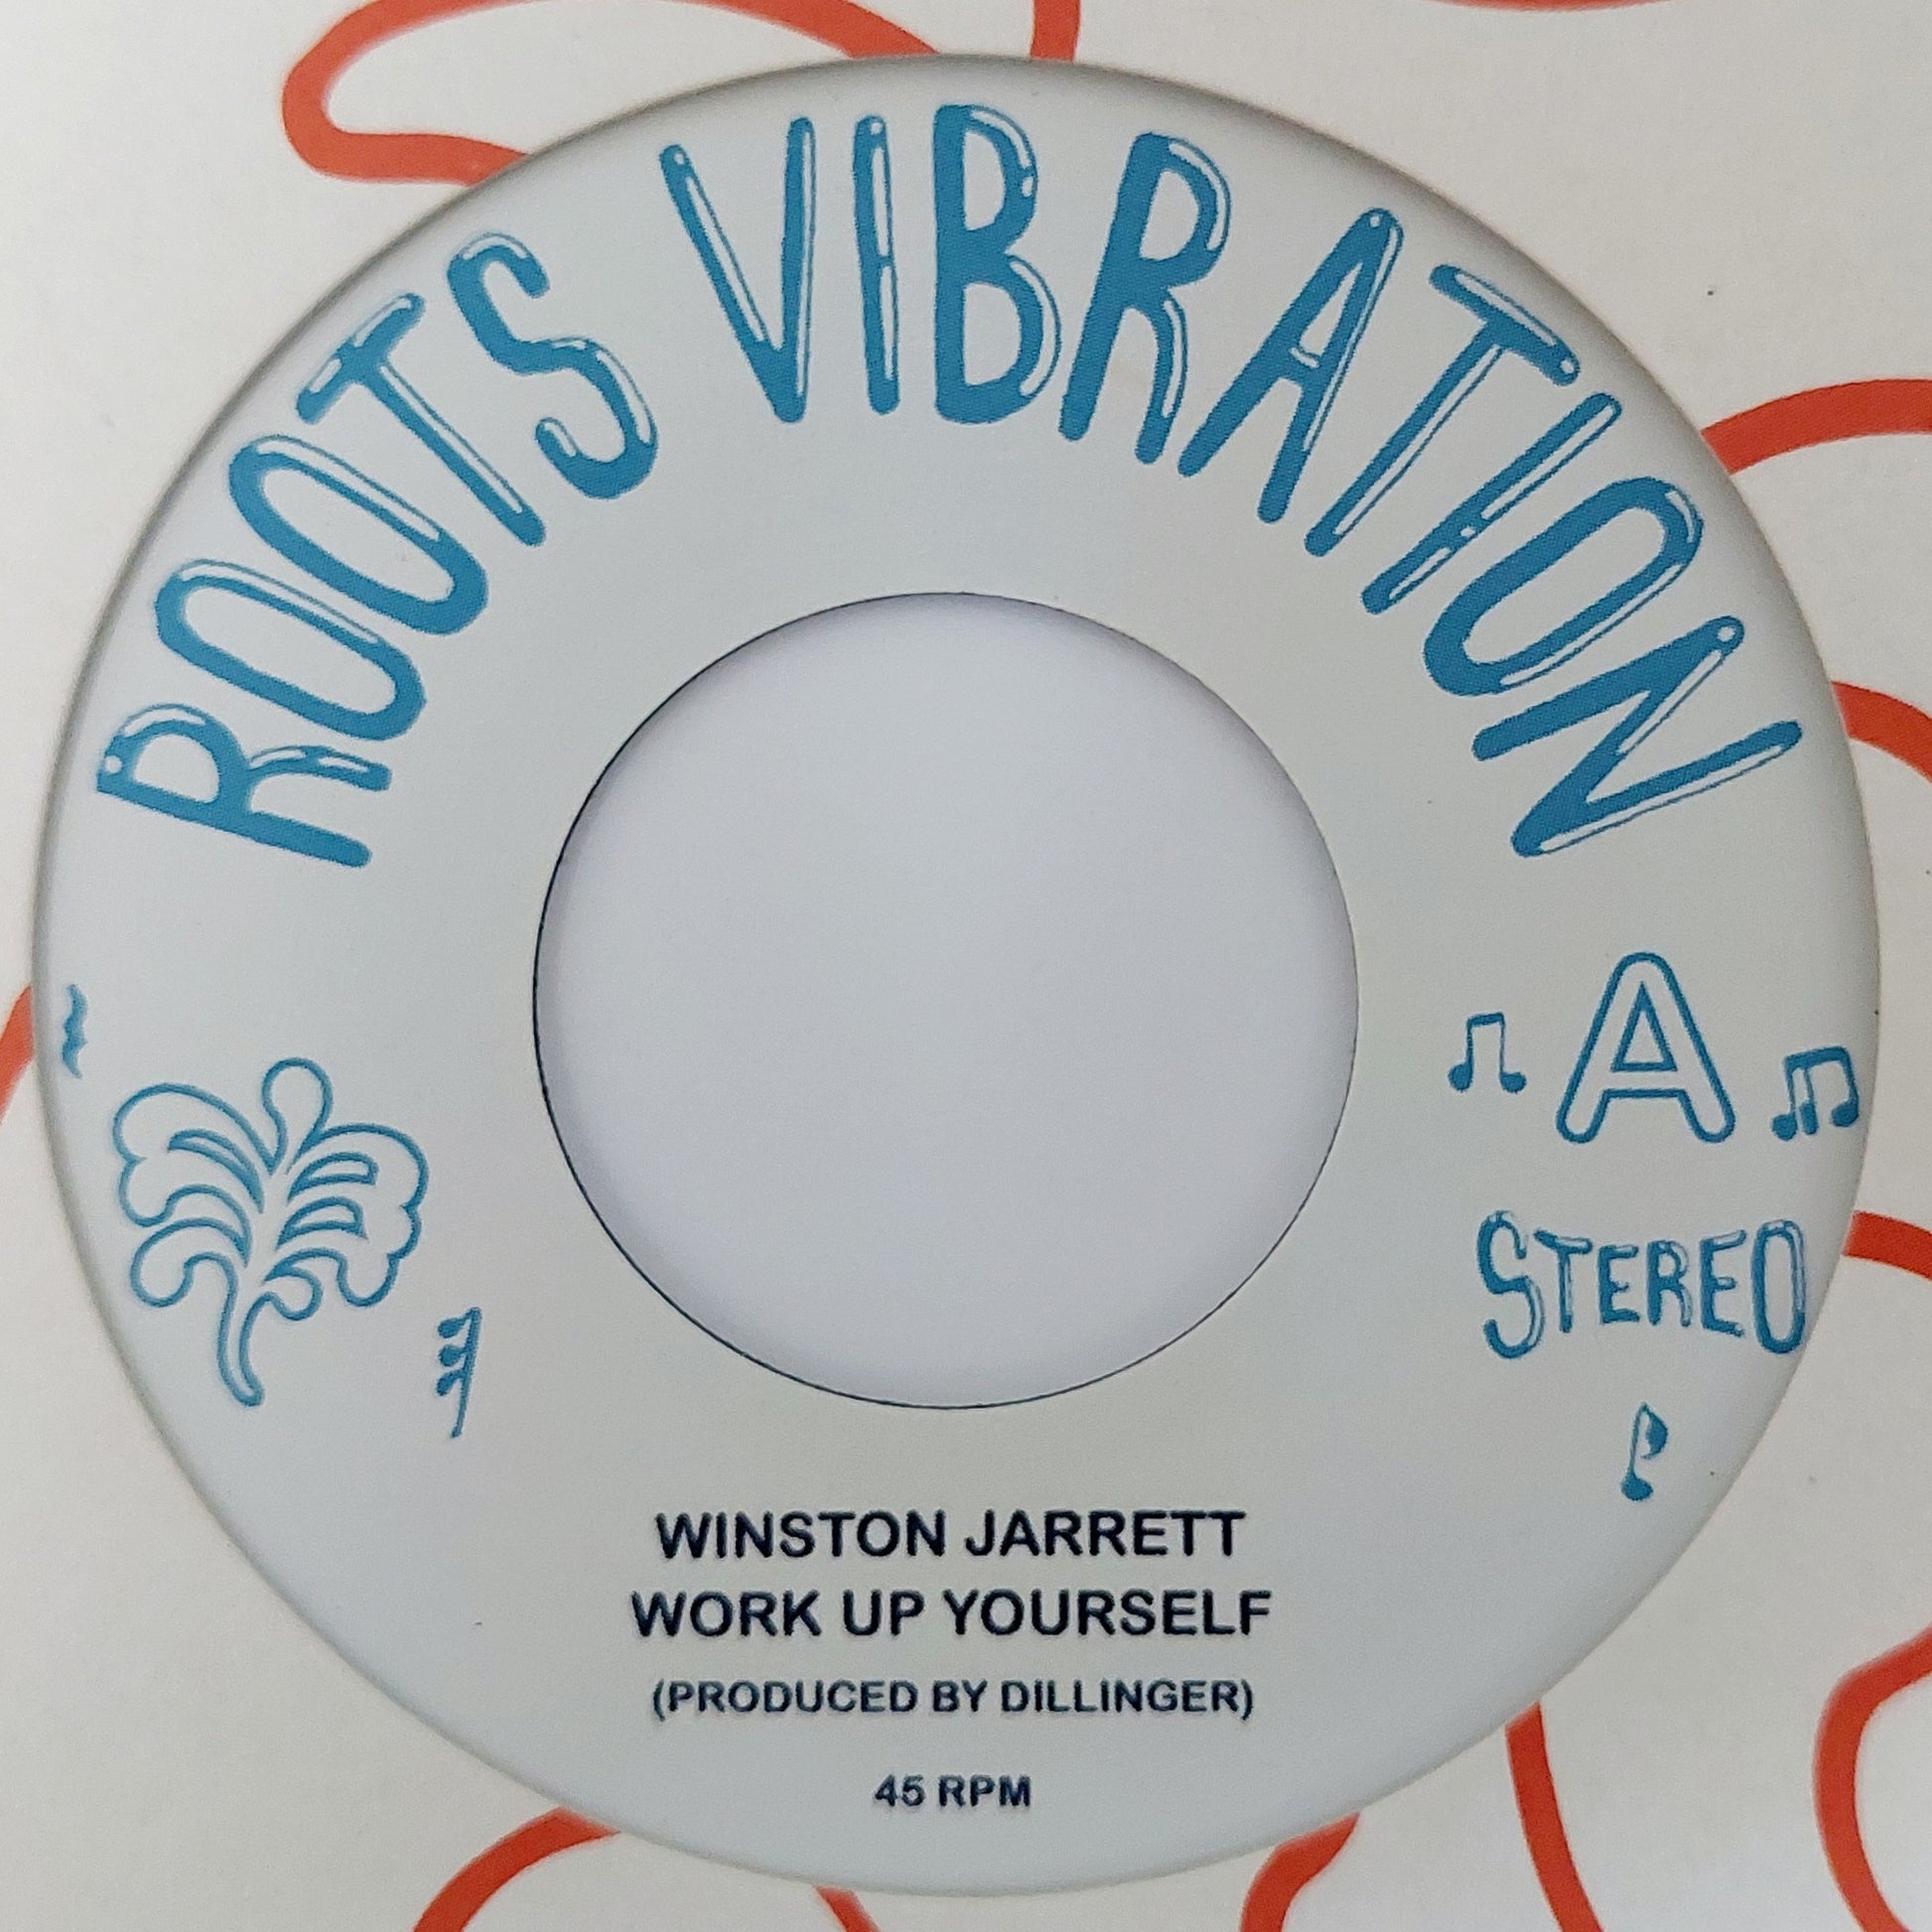 ROOTS VIBRATION
A
STEREO
WINSTON JARRETT
WORK UP YOURSELF
(PRODUCED BY DILLINGER)
45 RPM